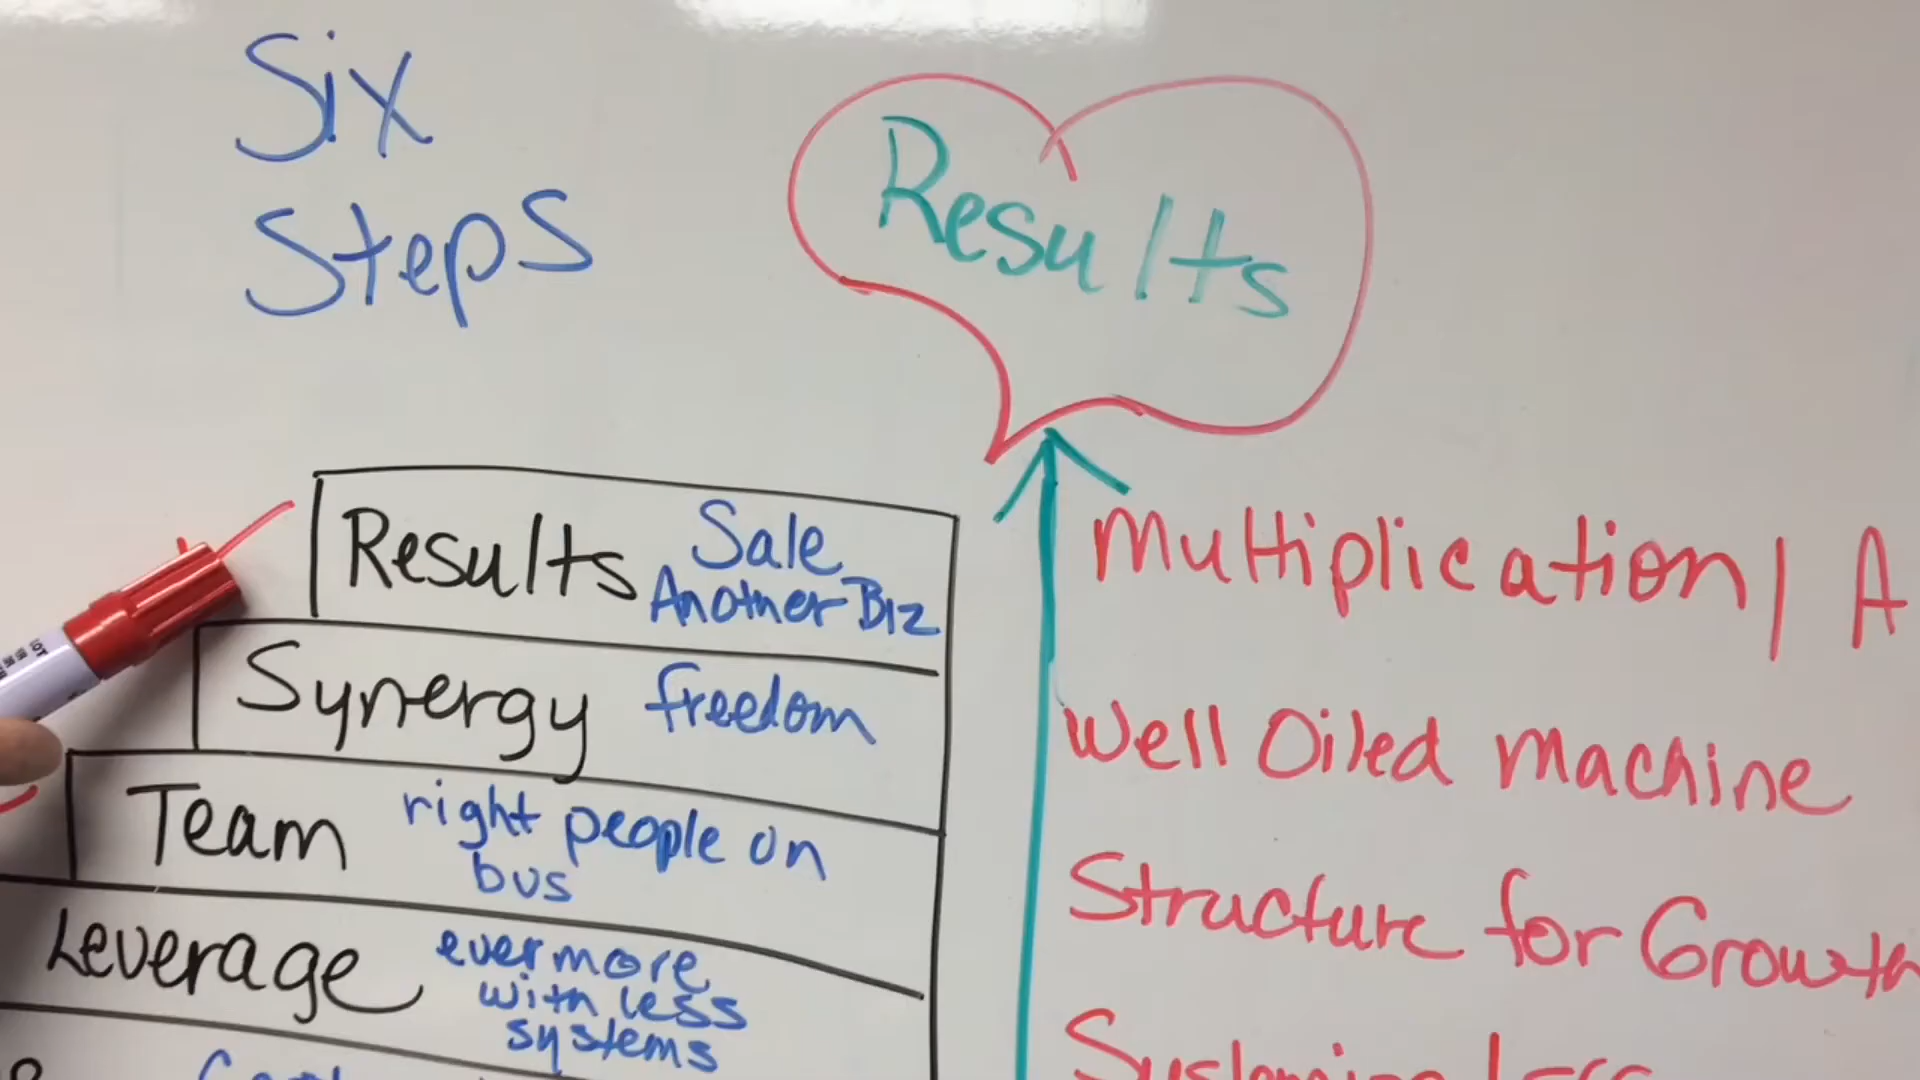 Six
Steps
Results
Results Sale
Another Biz
Synergy freedom
Team right people on
bus
Leverage ever more
with less
systems
Multiplication / A
Well Oiled Machine
Structure for Growth